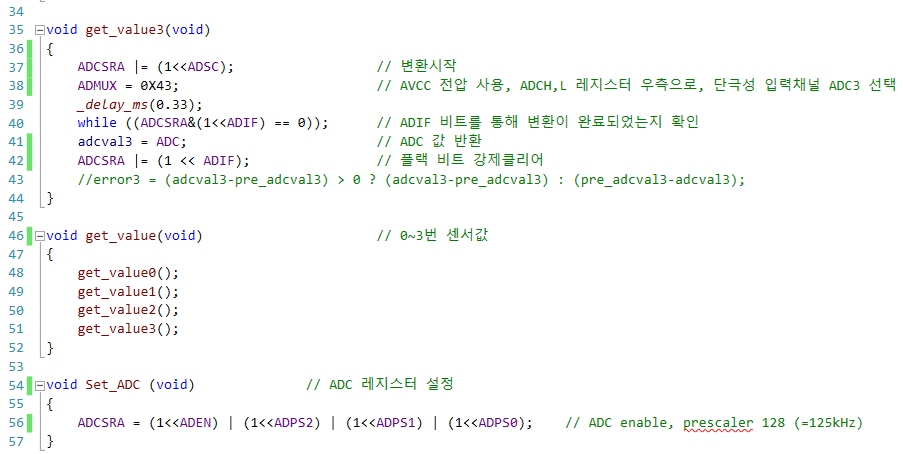 34
35 void get_value3(void)
36 {
37 ADCSRA |= (1<<ADSC); // 변환시작
38 ADMUX = 0X43; // AVCC 전압 사용, ADCH,L 레지스터 우측으로, 단극성 입력채널 ADC3 선택
39 _delay_ms(0.33);
40 while ((ADCSRA&(1<<ADIF) == 0)); // ADIF 비트를 통해 변환이 완료되었는지 확인
41 adcval3 = ADC; // ADC 값 반환
42 ADCSRA |= (1 << ADIF); // 플랙 비트 강제클리어
43 //error3 = (adcval3-pre_adcval3) > 0 ? (adcval3-pre_adcval3) : (pre_adcval3-adcval3);
44 }
45
46 void get_value(void) // 0~3번 센서값
47 {
48 get_value0();
49 get_value1();
50 get_value2();
51 get_value3();
52 }
53
54 void Set_ADC (void) // ADC 레지스터 설정
55 {
56 ADCSRA = (1<<ADEN) | (1<<ADPS2) | (1<<ADPS1) | (1<<ADPS0); // ADC enable, prescaler 128 (=125kHz)
57 }